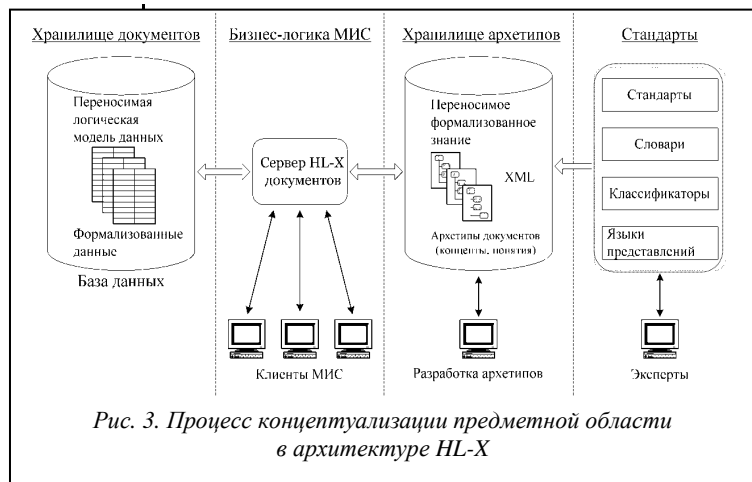 Хранилище документов
Бизнес-логика МИС
Хранилище архетипов
Стандарты
Переносимая
логическая
модель данных
Формализованные
данные
База данных
Сервер HL-X
документов
Клиенты МИС
Переносимое
формализованное
знание
XML
Архетипы документов
(концепты, понятия)
Разработка архетипов
Стандарты
Словари
Классификаторы
Языки
представлений
Эксперты
Рис. 3. Процесс концептуализации предметной области
в архитектуре HL-X